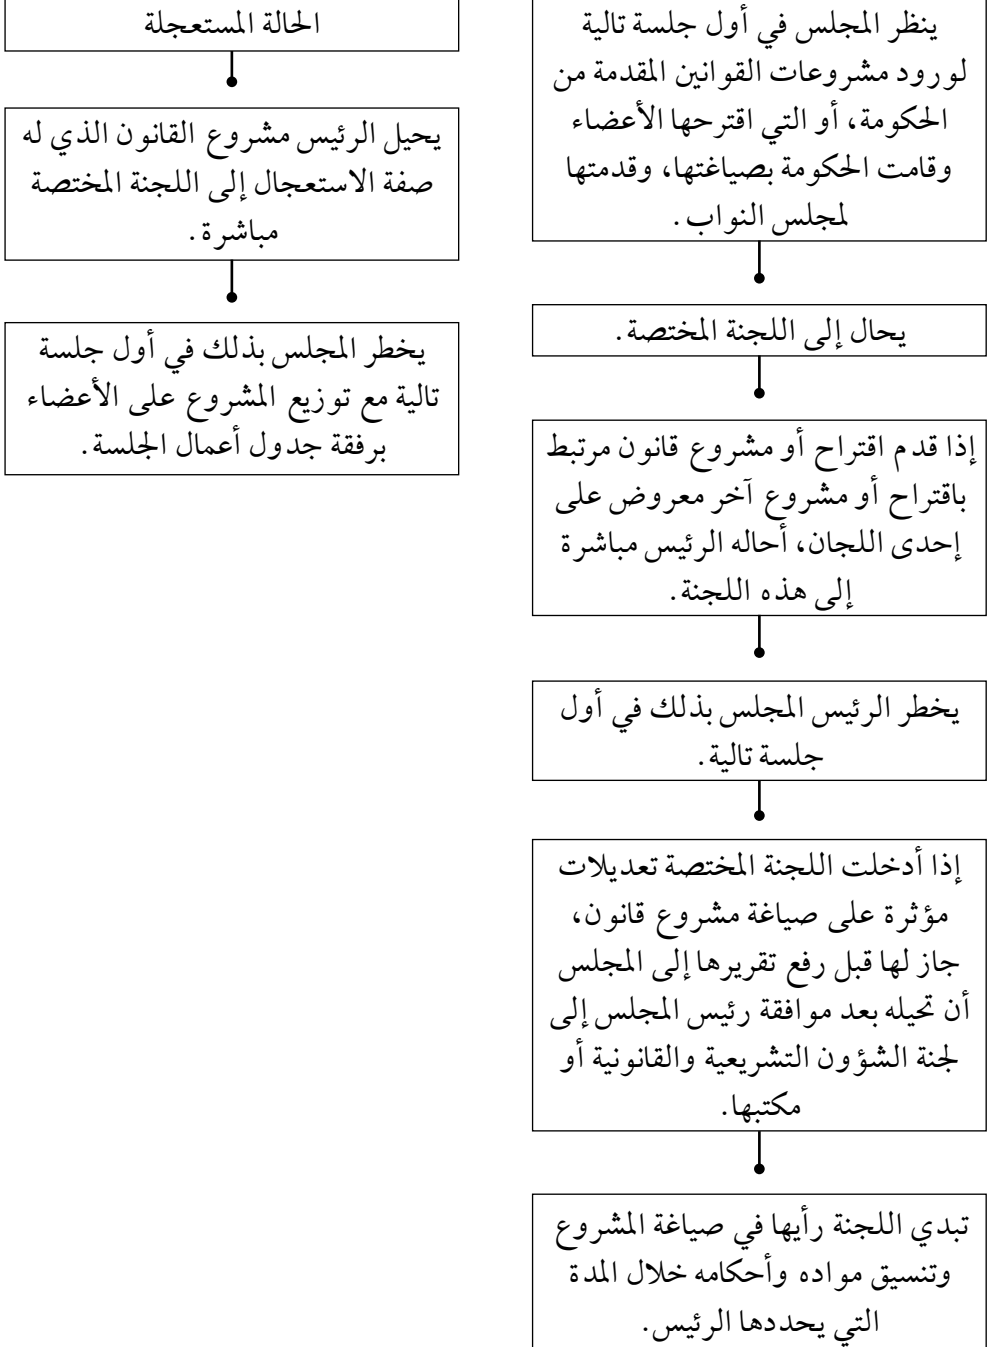 ينظر المجلس في أول جلسة تالية
لورود مشروعات القوانين المقدمة من
الحكومة، أو التي اقترحها الأعضاء
وقامت الحكومة بصياغتها، وقدمتها
لمجلس النواب.
يحال إلى اللجنة المختصة.
إذا قدم اقتراح أو مشروع قانون مرتبط
باقتراح أو مشروع آخر معروض على
إحدى اللجان، أحاله الرئيس مباشرة
إلى هذه اللجنة.
يخطر الرئيس المجلس بذلك في أول
جلسة تالية.
إذا أدخلت اللجنة المختصة تعديلات
مؤثرة على صياغة مشروع قانون،
جاز لها قبل رفع تقريرها إلى المجلس
أن تحيله بعد موافقة رئيس المجلس إلى
لجنة الشؤون التشريعية والقانونية أو
مكتبها.
تبدي اللجنة رأيها في صياغة المشروع
وتنسيق مواده وأحكامه خلال المدة
التي يحددها الرئيس.
الحالة المستعجلة
يحيل الرئيس مشروع القانون الذي له
صفة الاستعجال إلى اللجنة المختصة
مباشرة.
يخطر المجلس بذلك في أول جلسة
تالية مع توزيع المشروع على الأعضاء
برفقة جدول أعمال الجلسة.